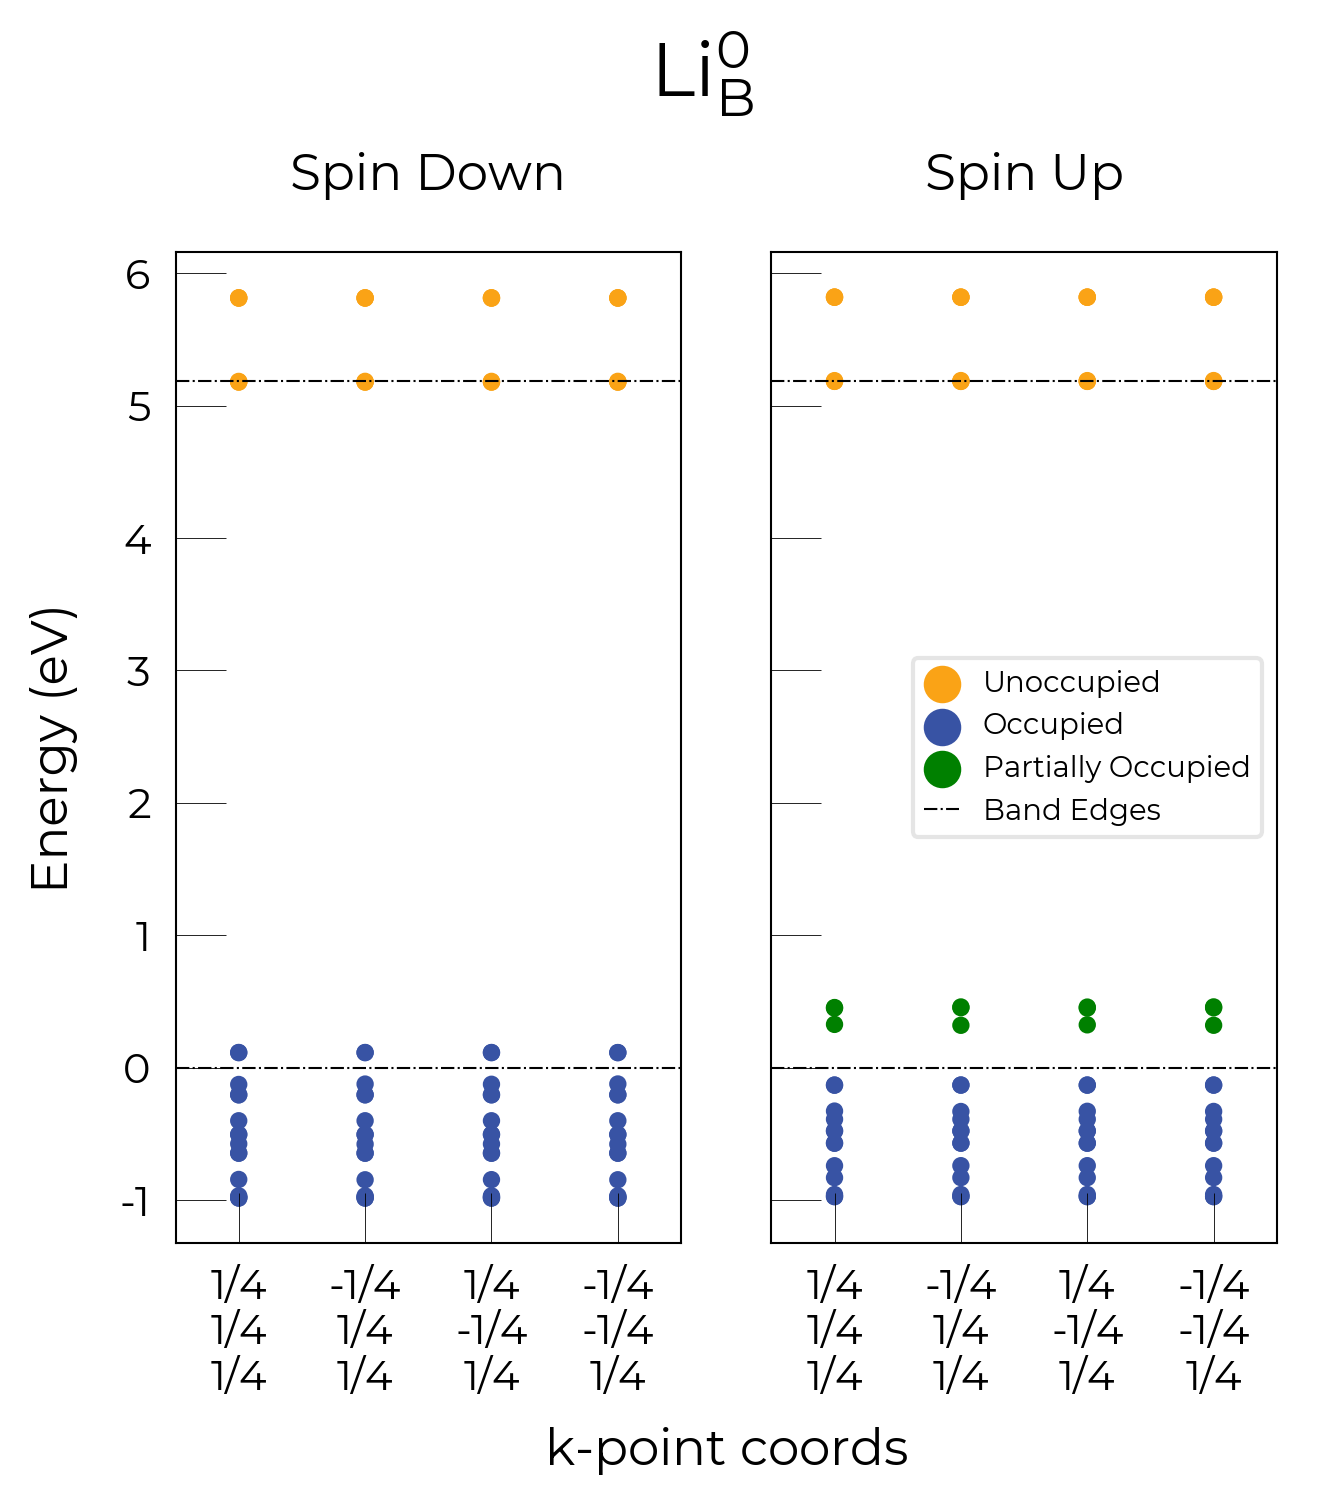 Li⁰_B
Spin Down
Spin Up
Energy (eV)
6
5
4
3
2
1
0
-1
Unoccupied
Occupied
Partially Occupied
Band Edges
1/4 -1/4 1/4 -1/4
1/4 1/4 -1/4 -1/4
1/4 1/4 1/4 1/4
1/4 -1/4 1/4 -1/4
1/4 1/4 -1/4 -1/4
1/4 1/4 1/4 1/4
k-point coords